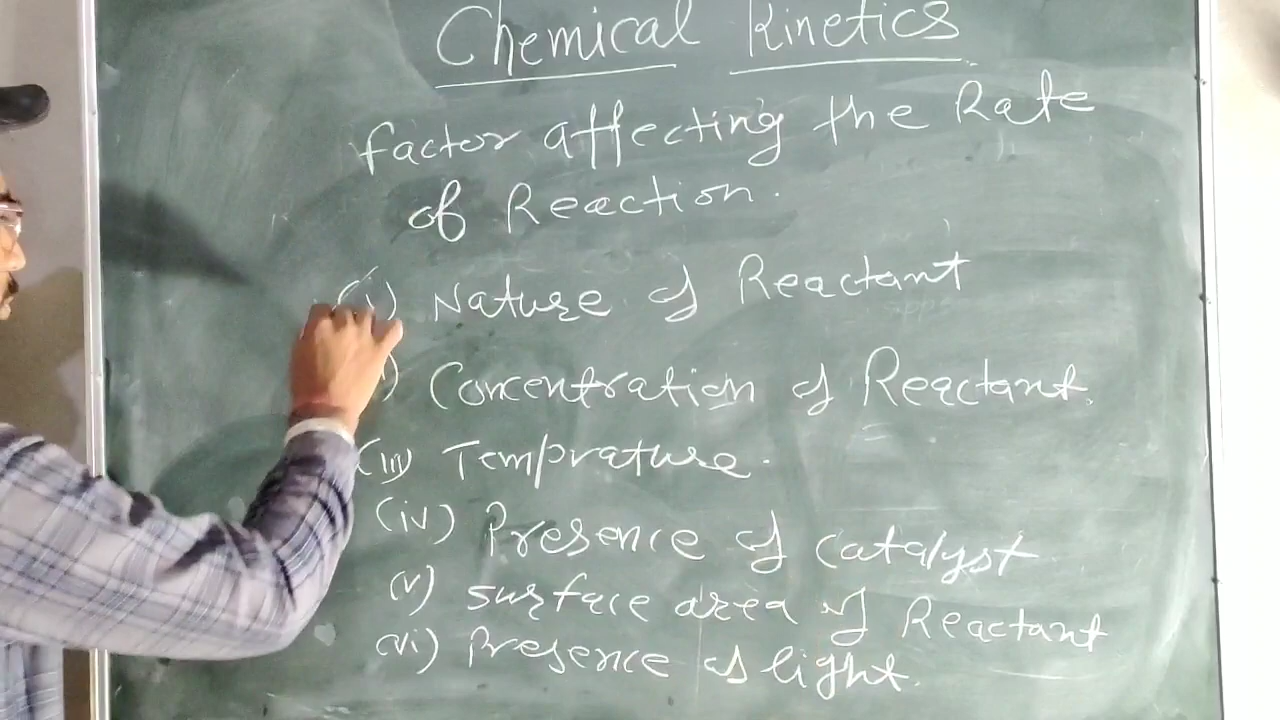 Chemical Kinetics
factor affecting the Rate
of Reaction.
(i) Nature of Reactant
) Concentration of Reactant.
(iii) Temprature.
(iv) Presence of catalyst
(v) surface area of Reactant
(vi) Presence of light.